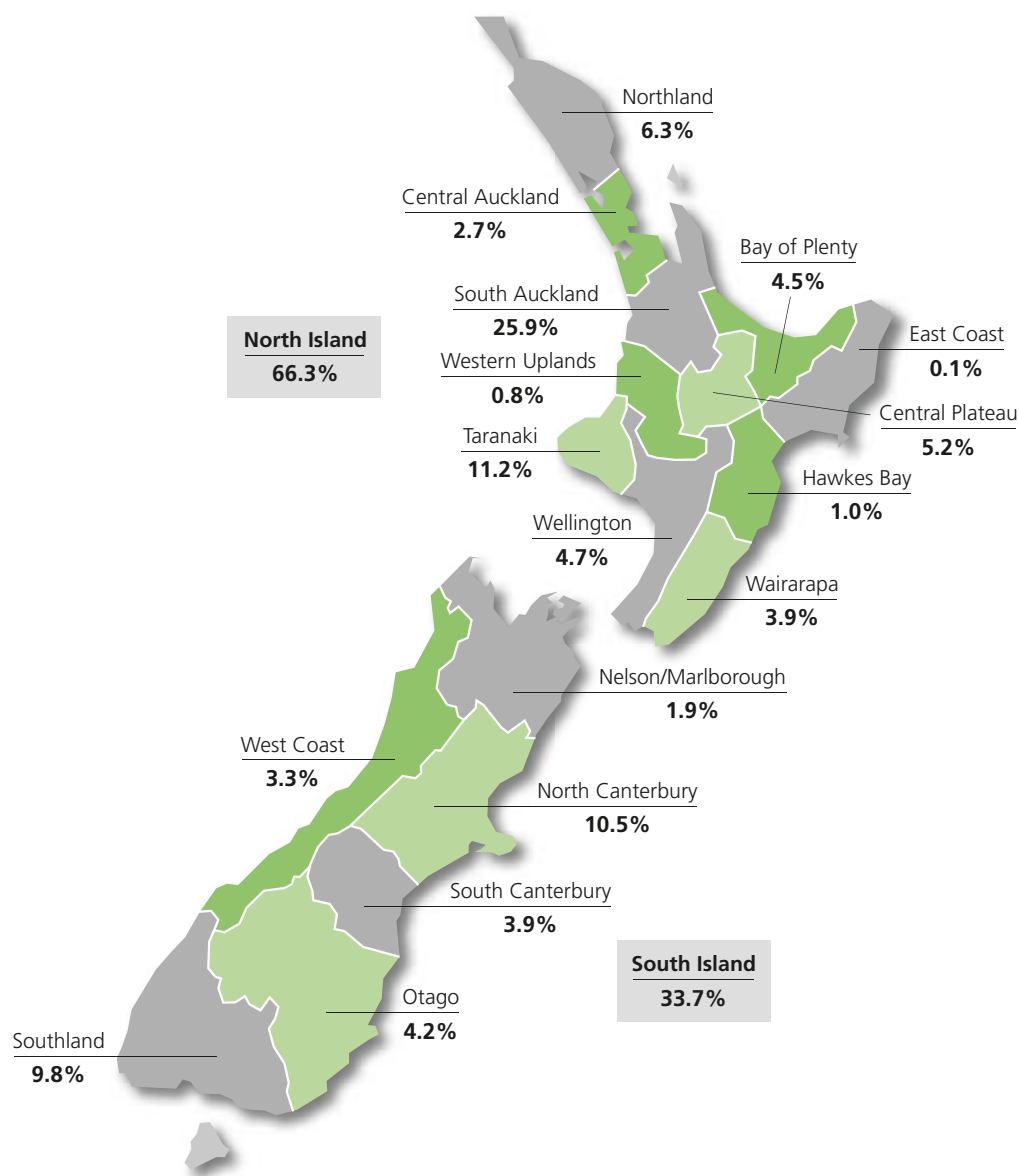 Northland
6.3%
Central Auckland
2.7%
Bay of Plenty
4.5%
South Auckland
25.9%
North Island
66.3%
East Coast
0.1%
Western Uplands
0.8%
Central Plateau
5.2%
Taranaki
11.2%
Hawkes Bay
1.0%
Wellington
4.7%
Wairarapa
3.9%
Nelson/Marlborough
1.9%
West Coast
3.3%
North Canterbury
10.5%
South Canterbury
3.9%
South Island
33.7%
Otago
4.2%
Southland
9.8%